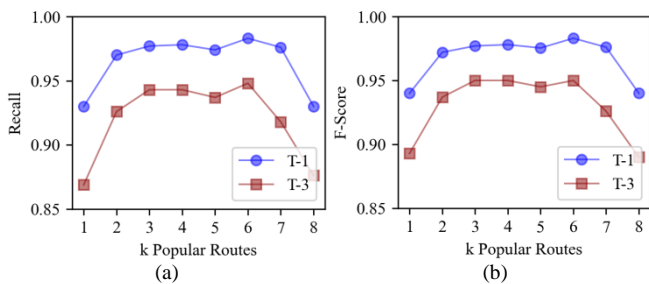 1.00
0.95
0.90
0.85
Recall
T-1
T-3
1 2 3 4 5 6 7 8
k Popular Routes
(a)
1.00
0.95
0.90
0.85
F-Score
T-1
T-3
1 2 3 4 5 6 7 8
k Popular Routes
(b)